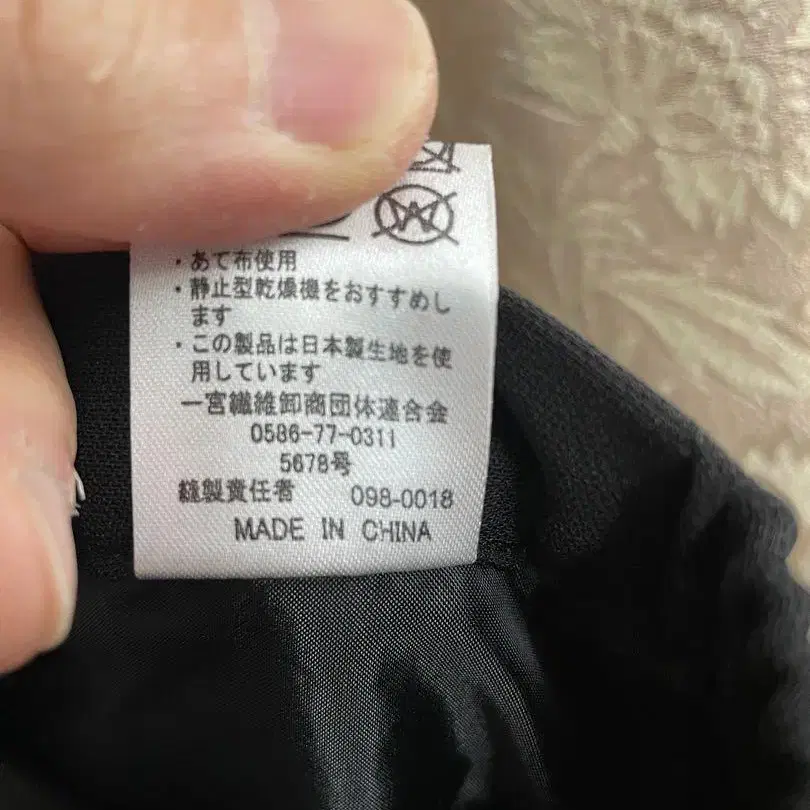 ・あて布使用
・静止型乾燥機をおすすめし
ます
・この製品は日本製生地を使
用しています
一宮繊維卸商団体連合会
0586-77-0311
5678号
縫製責任者 098-0018
MADE IN CHINA